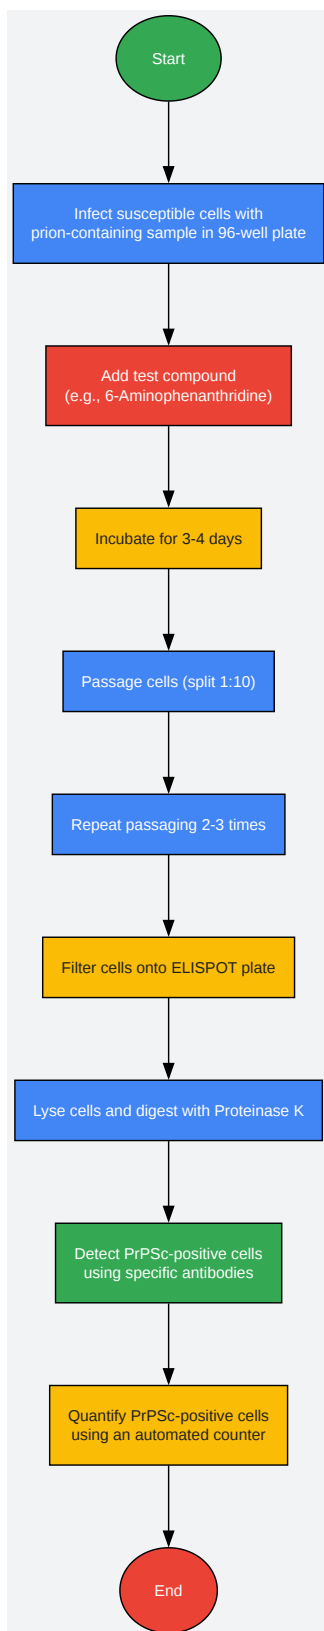 Start
Infect susceptible cells with
prion-containing sample in 96-well plate
Add test compound
(e.g., 6-Aminophenanthridine)
Incubate for 3-4 days
Passage cells (split 1:10)
Repeat passaging 2-3 times
Filter cells onto ELISPOT plate
Lyse cells and digest with Proteinase K
Detect PrPSc-positive cells
using specific antibodies
Quantify PrPSc-positive cells
using an automated counter
End